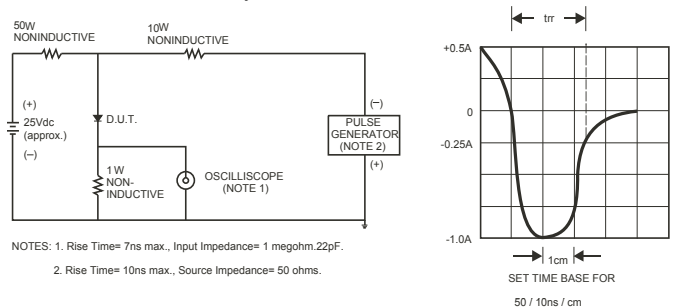 50W
NONINDUCTIVE
10W
NONINDUCTIVE
(+)
25Vdc
(approx.)
(–)
D.U.T.
1W
NON-
INDUCTIVE
OSCILLISCOPE
(NOTE 1)
(–)
PULSE
GENERATOR
(NOTE 2)
(+)
NOTES: 1. Rise Time= 7ns max., Input Impedance= 1 megohm.22pF.
2. Rise Time= 10ns max., Source Impedance= 50 ohms.
trr
+0.5A
0
-0.25A
-1.0A
1cm
SET TIME BASE FOR
50 / 10ns / cm